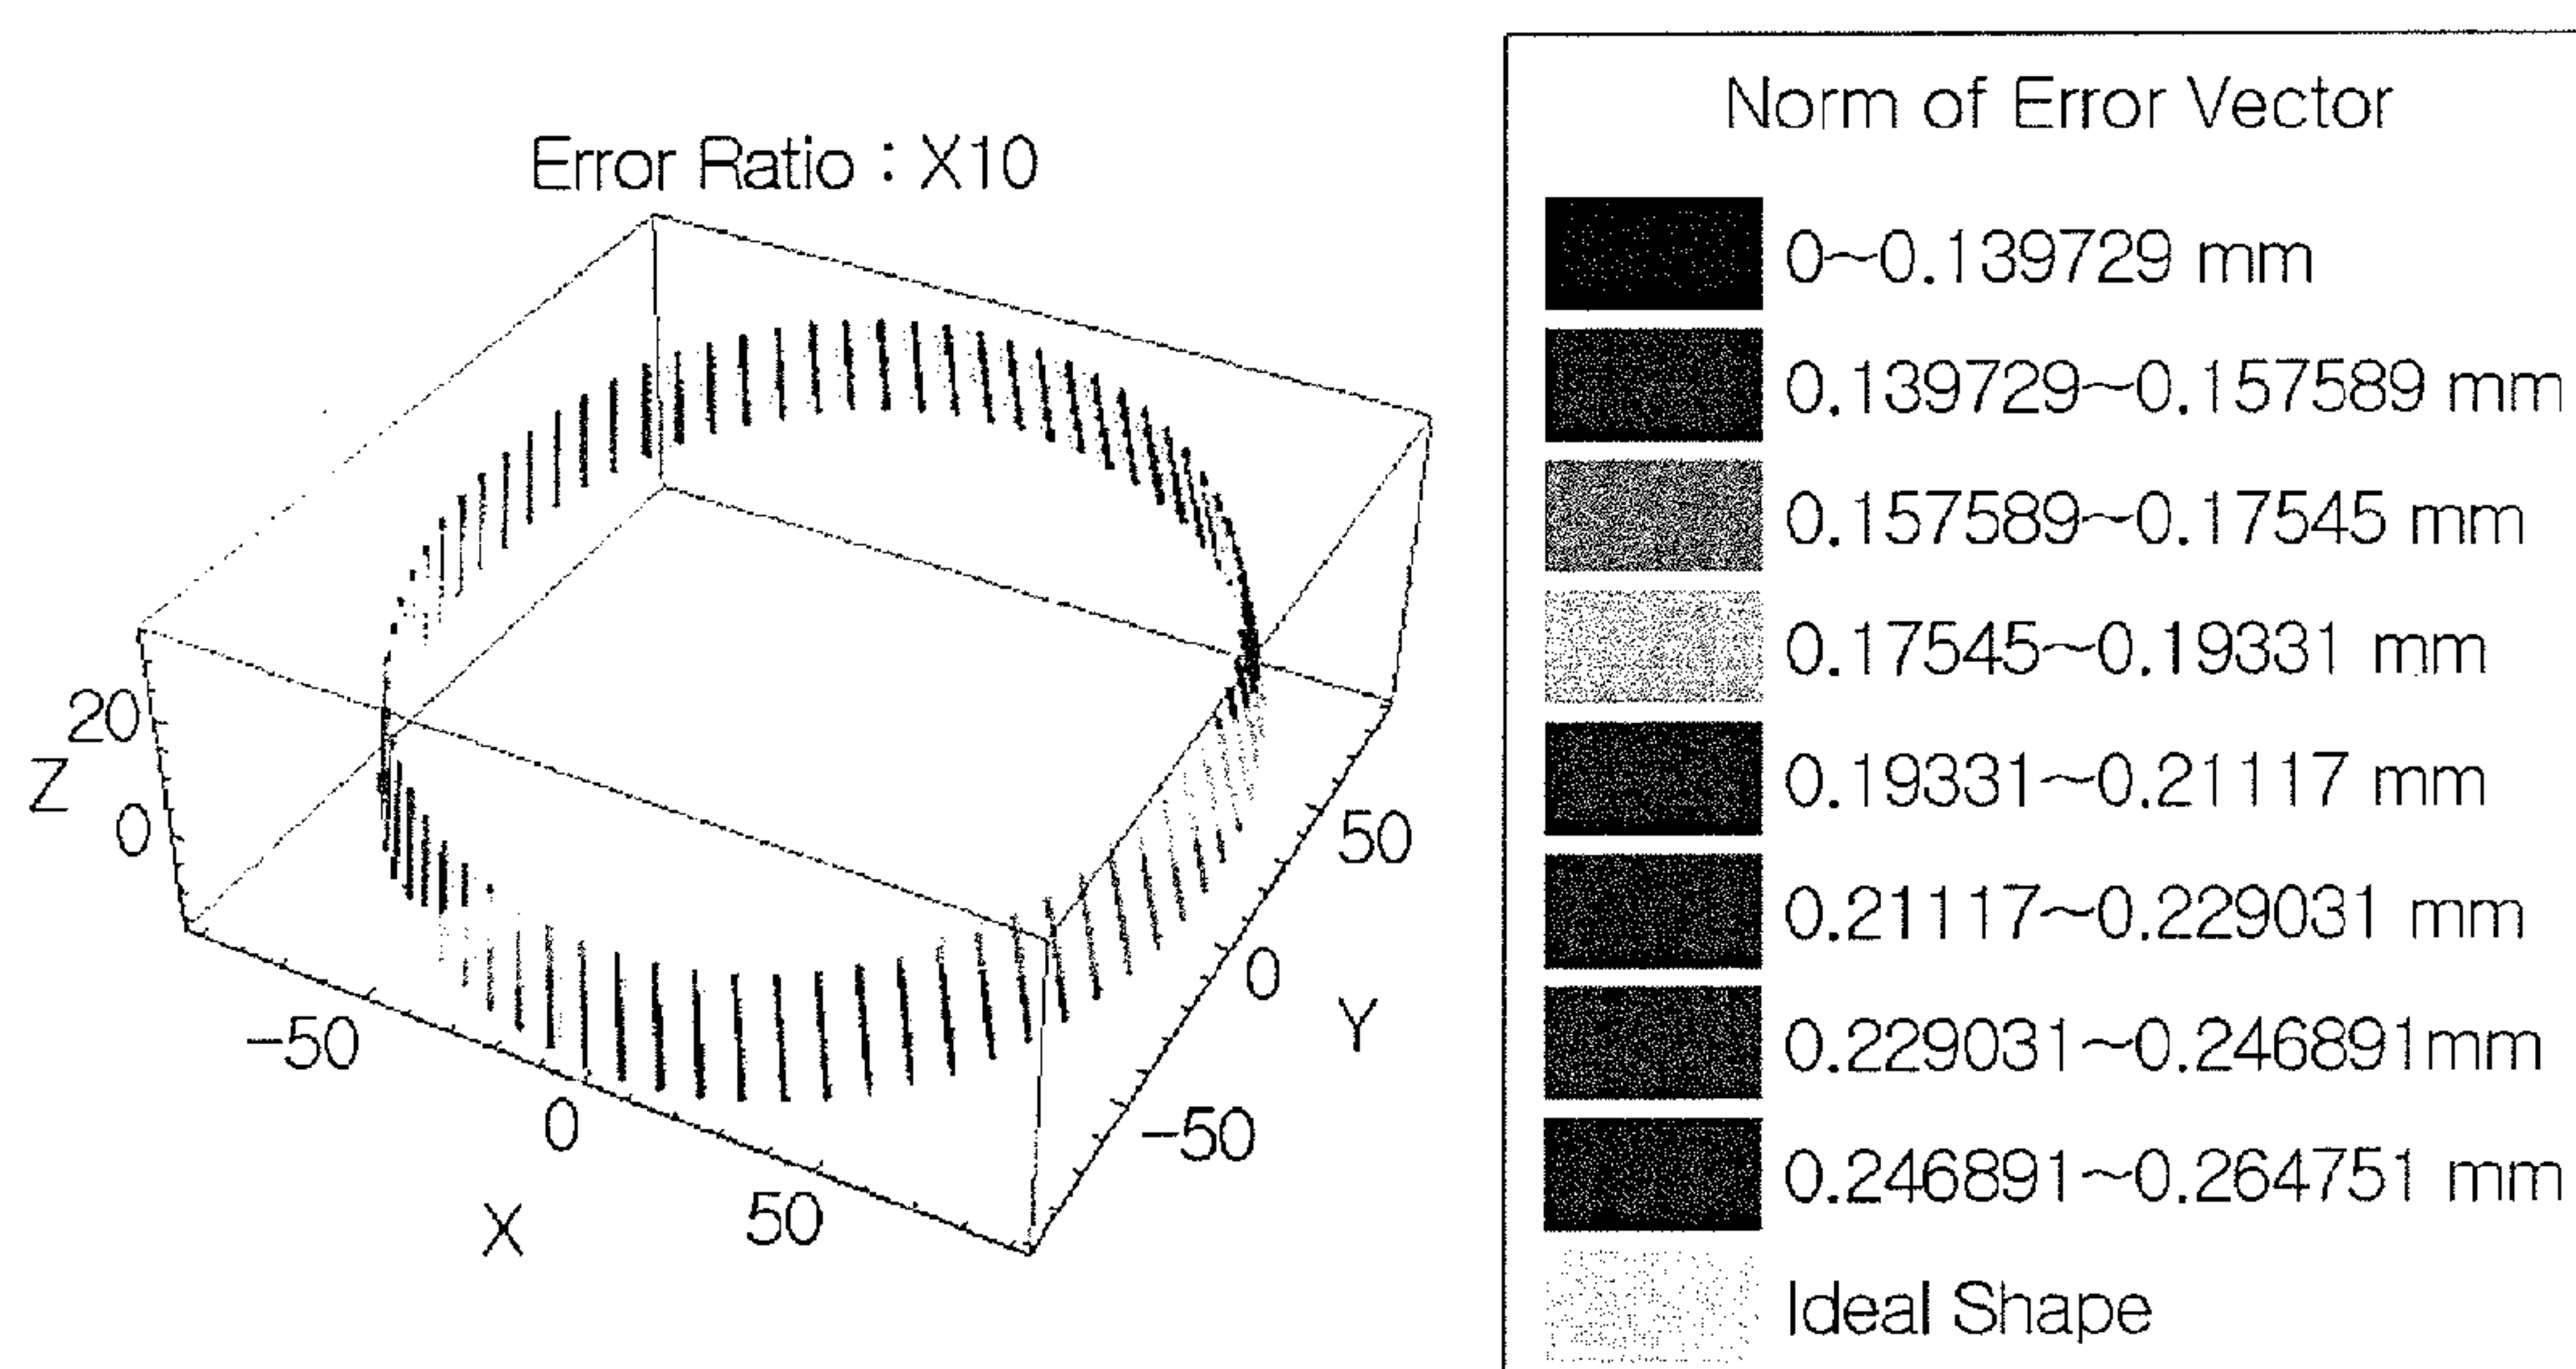 Error Ratio : X10
20
Z
0
-50
0
50
X
50
0
Y
-50
Norm of Error Vector
0~0.139729 mm
0.139729~0.157589 mm
0.157589~0.17545 mm
0.17545~0.19331 mm
0.19331~0.21117 mm
0.21117~0.229031 mm
0.229031~0.246891mm
0.246891~0.264751 mm
Ideal Shape